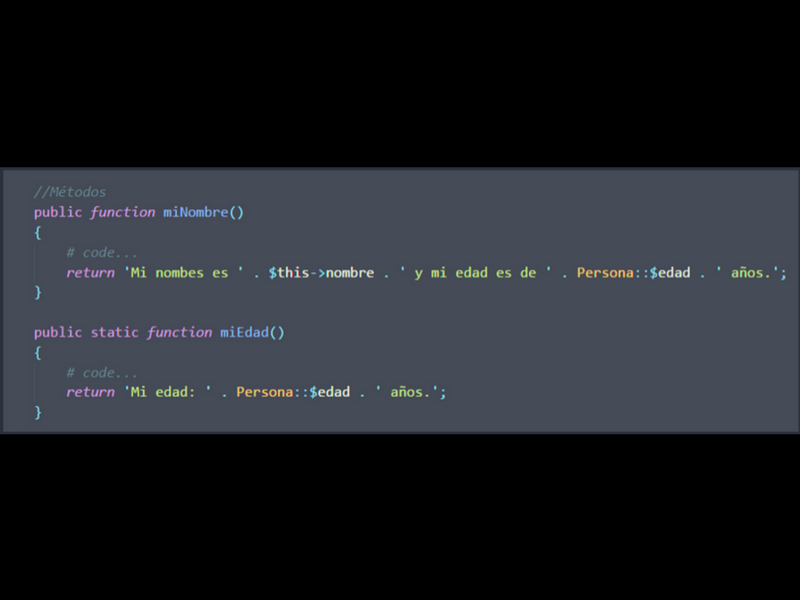 //Métodos
public function miNombre()
{
# code...
return 'Mi nombes es ' . $this->nombre . ' y mi edad es de ' . Persona::$edad . ' años.';
}
public static function miEdad()
{
# code...
return 'Mi edad: ' . Persona::$edad . ' años.';
}